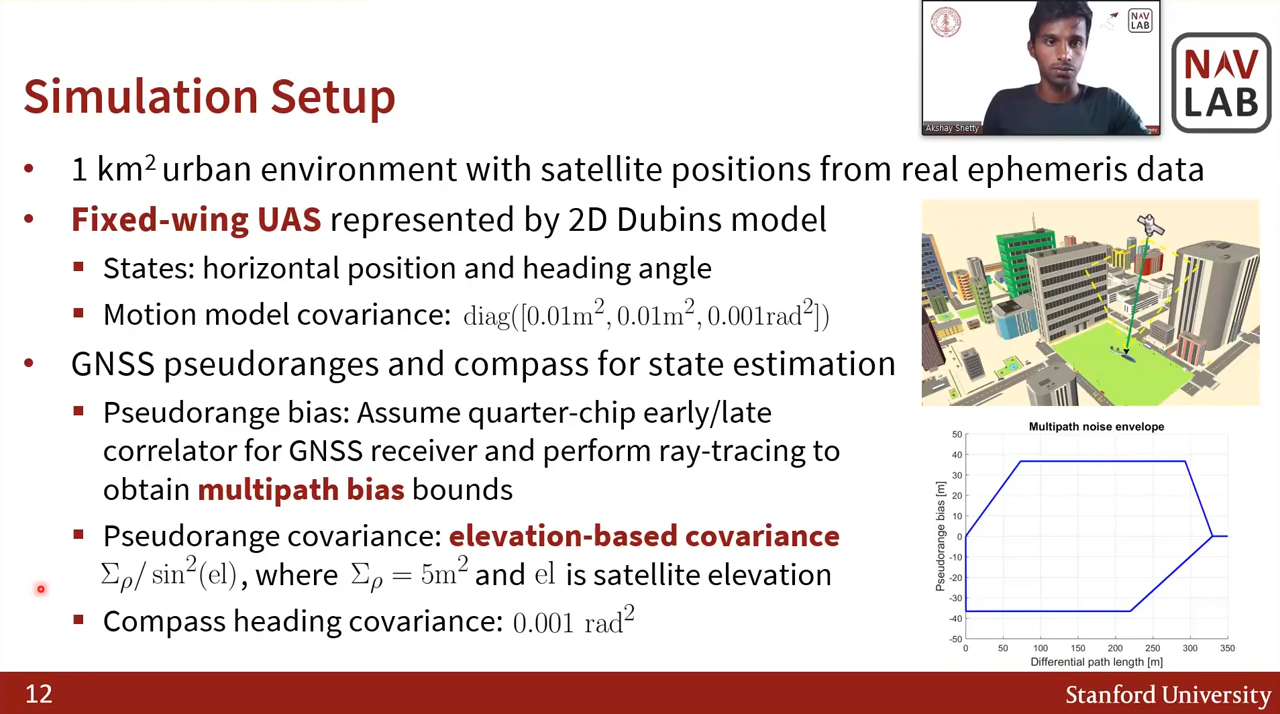 NAV
LAB
Akshay Shetty
NAV
LAB
Simulation Setup
• 1 km² urban environment with satellite positions from real ephemeris data
• Fixed-wing UAS represented by 2D Dubins model
▪ States: horizontal position and heading angle
▪ Motion model covariance: diag([0.01m², 0.01m², 0.001rad²])
• GNSS pseudoranges and compass for state estimation
▪ Pseudorange bias: Assume quarter-chip early/late
correlator for GNSS receiver and perform ray-tracing to
obtain multipath bias bounds
▪ Pseudorange covariance: elevation-based covariance
Σρ/ sin²(el), where Σρ = 5m² and el is satellite elevation
▪ Compass heading covariance: 0.001 rad²
Multipath noise envelope
Pseudorange bias [m]
50
40
30
20
10
0
-10
-20
-30
-40
-50
0 50 100 150 200 250 300 350
Differential path length [m]
12
Stanford University